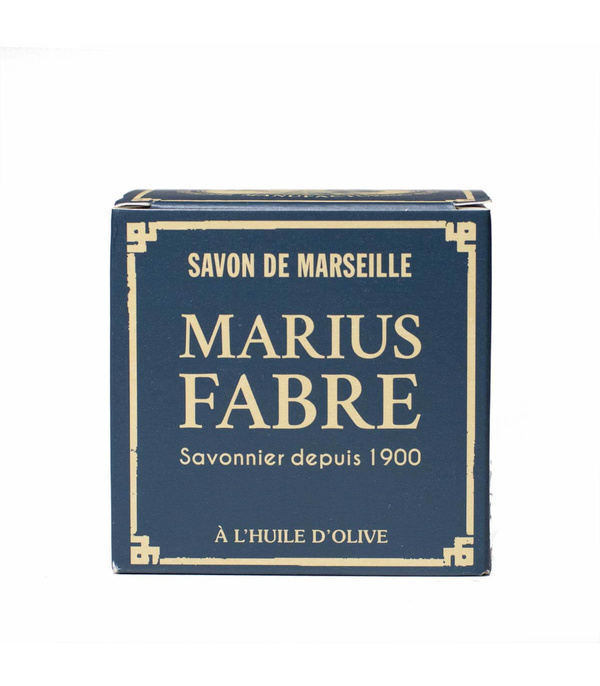 SAVON DE MARSEILLE
MARIUS
FABRE
Savonnier depuis 1900
À L'HUILE D'OLIVE